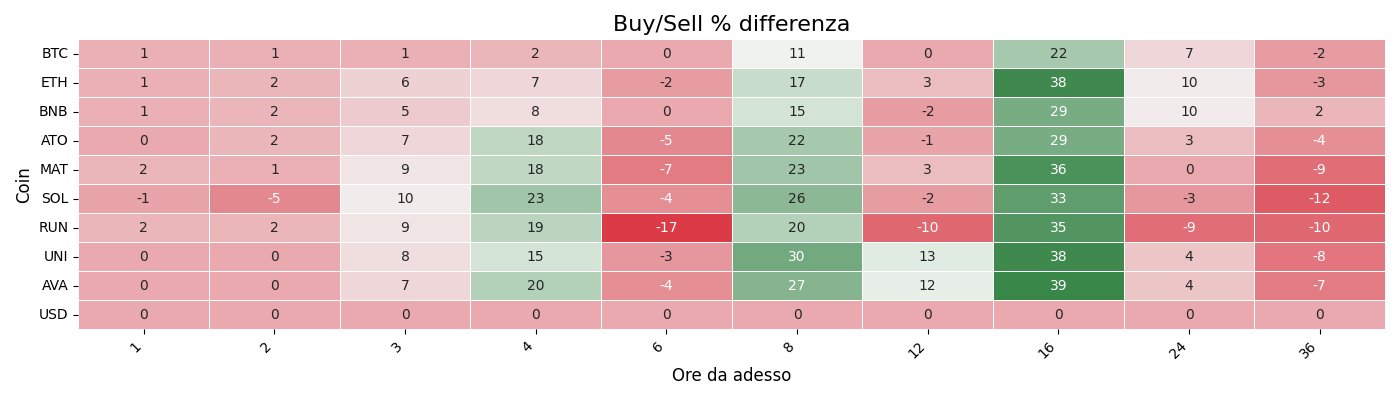 Buy/Sell % differenza
Coin
BTC 1 1 1 2 0 11 0 22 7 -2
ETH 1 2 6 7 -2 17 3 38 10 -3
BNB 1 2 5 8 0 15 -2 29 10 2
ATO 0 2 7 18 -5 22 -1 29 3 -4
MAT 2 1 9 18 -7 23 3 36 0 -9
SOL -1 -5 10 23 -4 26 -2 33 -3 -12
RUN 2 2 9 19 -17 20 -10 35 -9 -10
UNI 0 0 8 15 -3 30 13 38 4 -8
AVA 0 0 7 20 -4 27 12 39 4 -7
USD 0 0 0 0 0 0 0 0 0 0
1 2 3 4 6 8 12 16 24 36
Ore da adesso